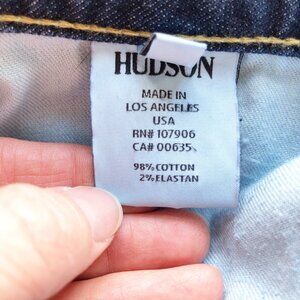 HUDSON
MADE IN
LOS ANGELES
USA
RN# 107906
CA# 00635
98% COTTON
2% ELASTAN